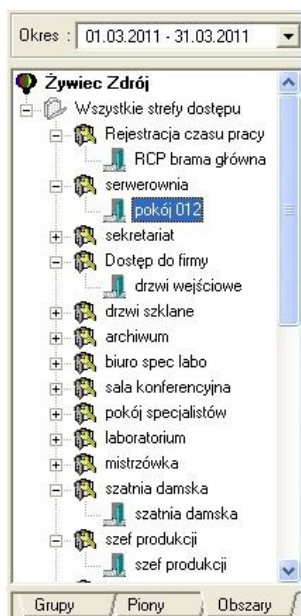 Okres : 01.03.2011 - 31.03.2011
Żywiec Zdrój
Wszystkie strefy dostępu
Rejestracja czasu pracy
RCP brama główna
serwerownia
pokój 012
sekretariat
Dostęp do firmy
drzwi wejściowe
drzwi szklane
archiwum
biuro spec labo
sala konferencyjna
pokój specjalistów
laboratorium
mistrzówka
szatnia damska
szatnia damska
szef produkcji
szef produkcji
Grupy Piony Obszary